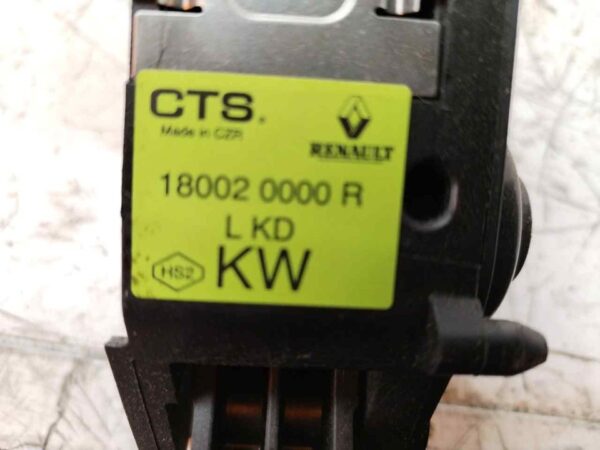 CTS.
Made in CZR
RENAULT
18002 0000 R
L KD
HS2
KW